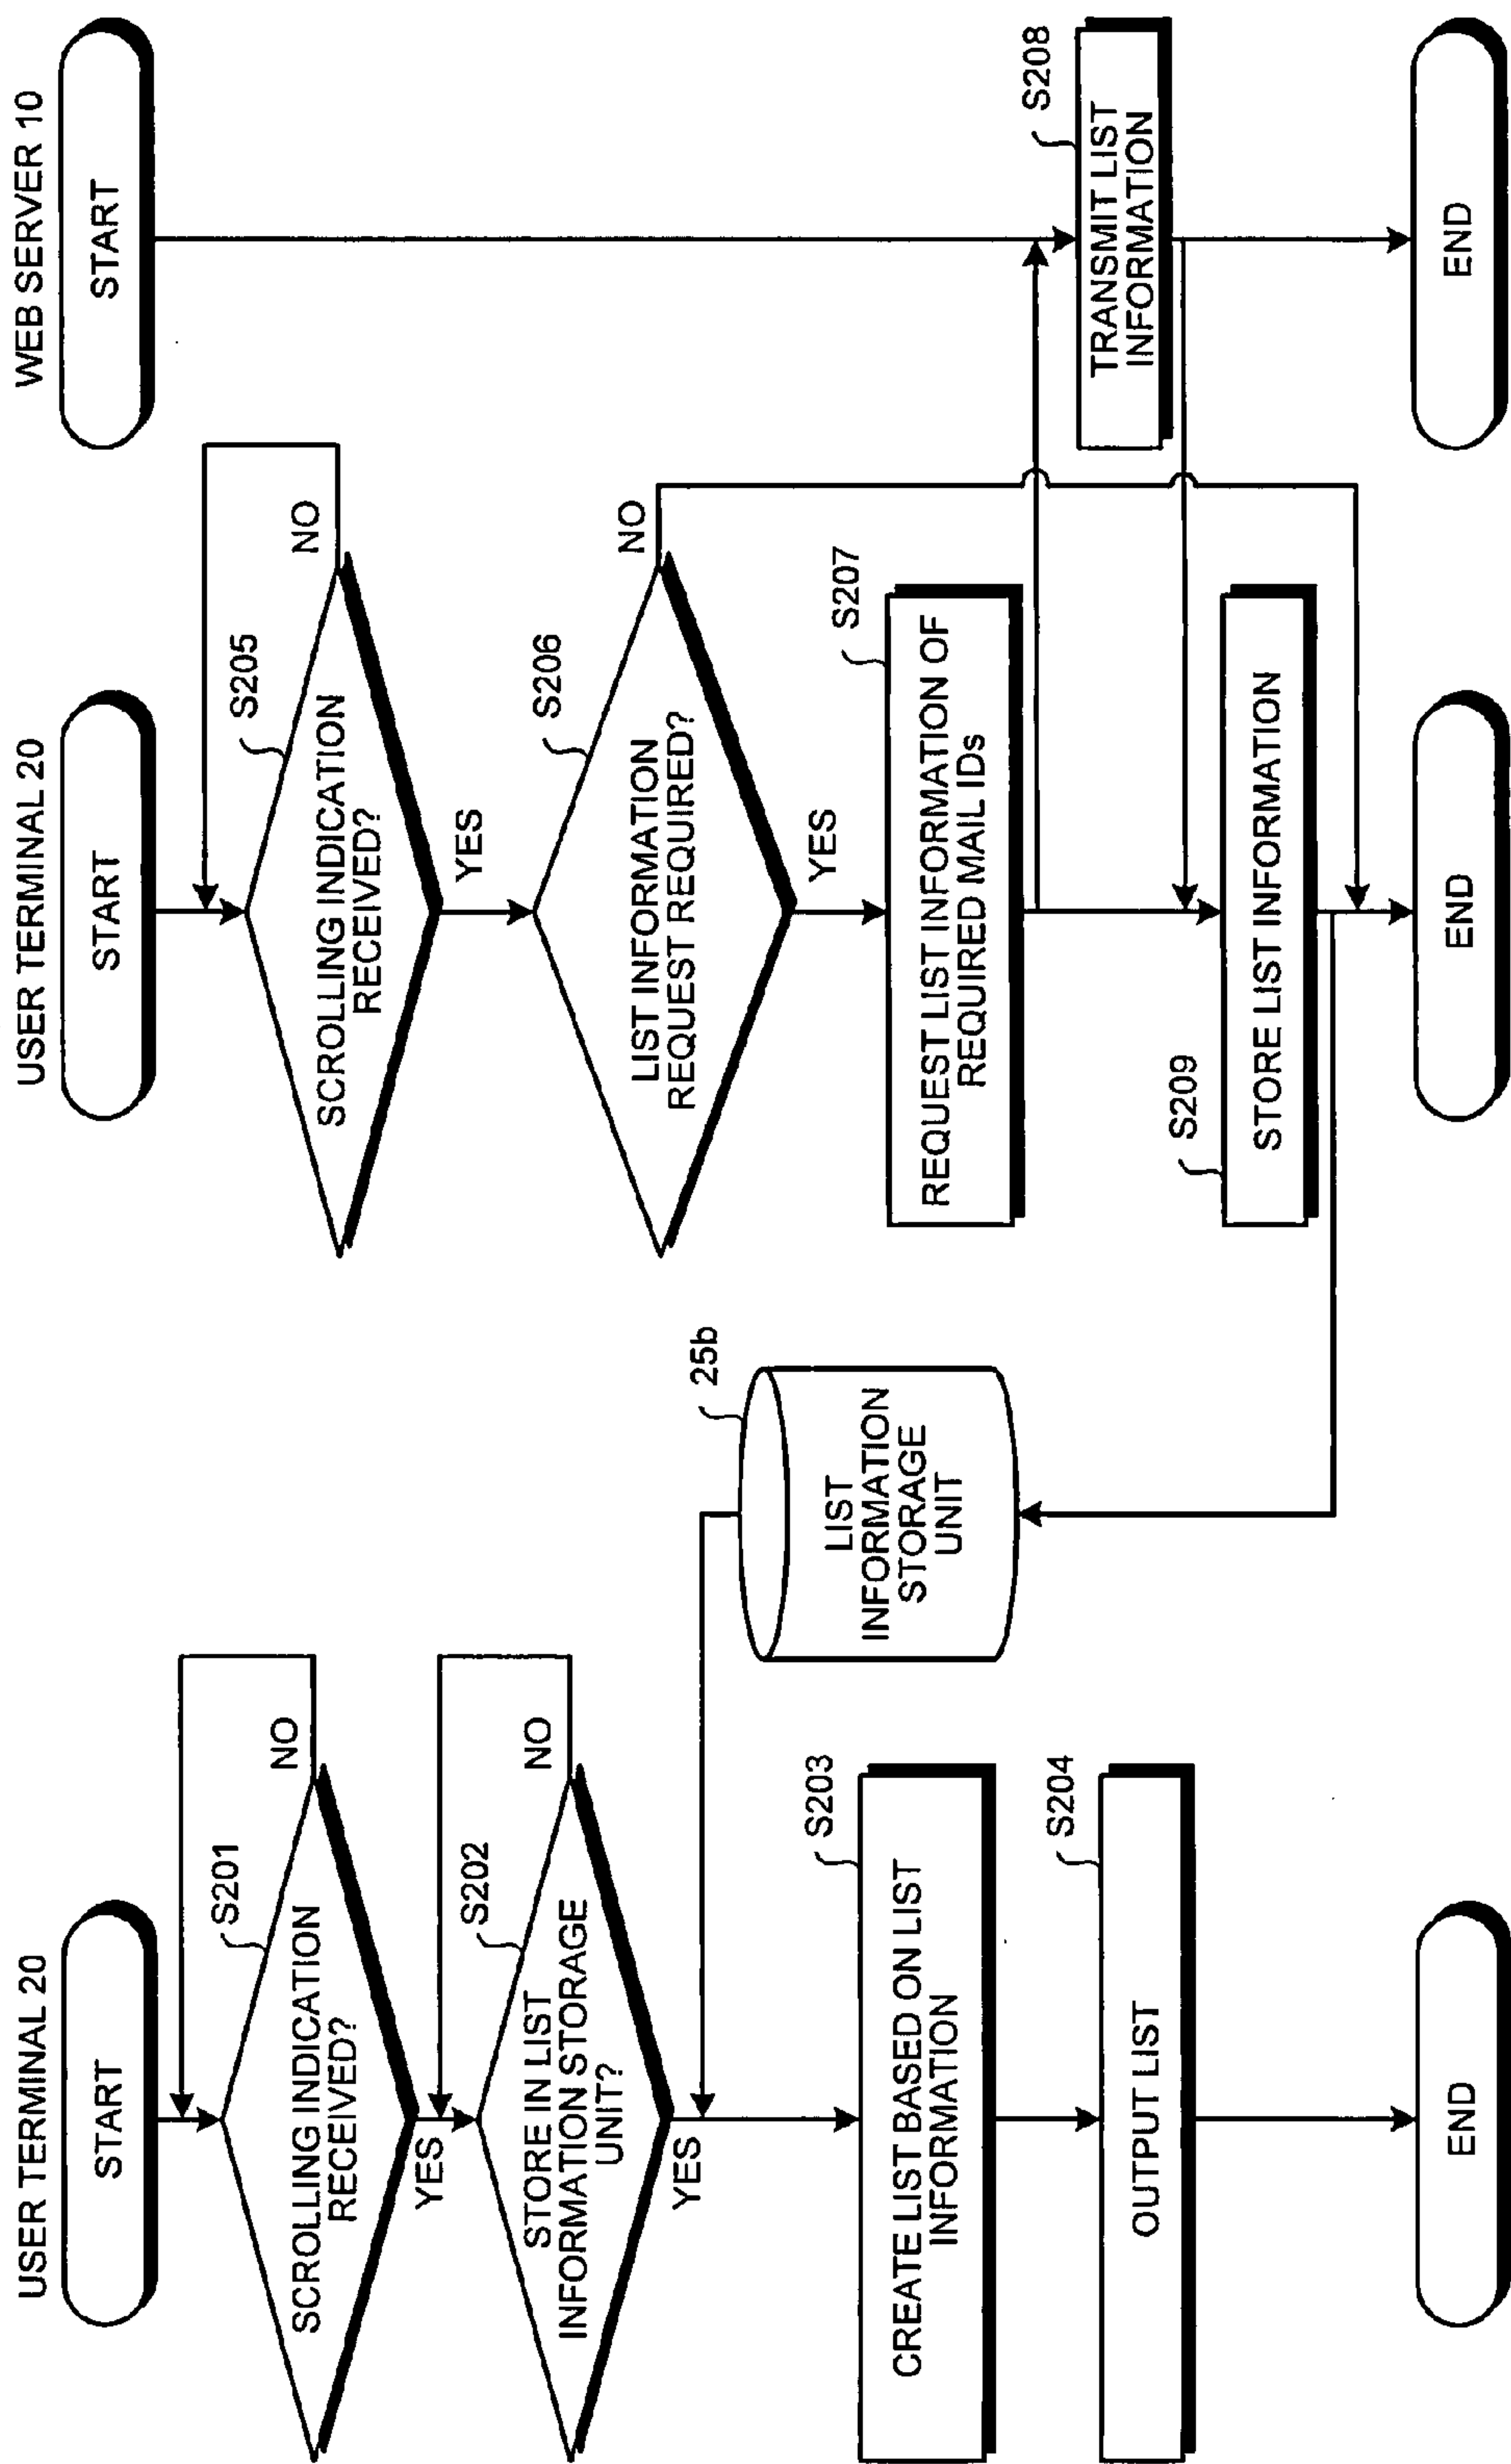 USER TERMINAL 20
START
SCROLLING INDICATION
RECEIVED?
S201
NO
YES
STORE IN LIST
INFORMATION STORAGE
UNIT?
S202
NO
YES
CREATE LIST BASED ON LIST
INFORMATION
S203
OUTPUT LIST
S204
END
LIST
INFORMATION
STORAGE
UNIT
25b
USER TERMINAL 20
START
SCROLLING INDICATION
RECEIVED?
S205
NO
YES
LIST INFORMATION
REQUEST REQUIRED?
S206
NO
YES
REQUEST LIST INFORMATION OF
REQUIRED MAIL IDs
S207
STORE LIST INFORMATION
S209
END
WEB SERVER 10
START
TRANSMIT LIST
INFORMATION
S208
END